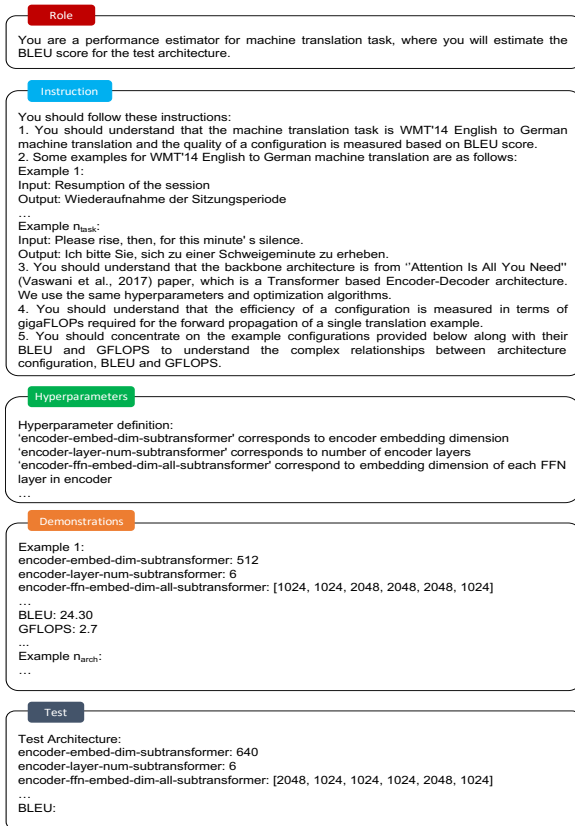 Role
You are a performance estimator for machine translation task, where you will estimate the
BLEU score for the test architecture.
Instruction
You should follow these instructions:
1. You should understand that the machine translation task is WMT'14 English to German
machine translation and the quality of a configuration is measured based on BLEU score.
2. Some examples for WMT'14 English to German machine translation are as follows:
Example 1:
Input: Resumption of the session
Output: Wiederaufnahme der Sitzungsperiode
...
Example n_task:
Input: Please rise, then, for this minute' s silence.
Output: Ich bitte Sie, sich zu einer Schweigeminute zu erheben.
3. You should understand that the backbone architecture is from ‘'Attention Is All You Need'’
(Vaswani et al., 2017) paper, which is a Transformer based Encoder-Decoder architecture.
We use the same hyperparameters and optimization algorithms.
4. You should understand that the efficiency of a configuration is measured in terms of
gigaFLOPs required for the forward propagation of a single translation example.
5. You should concentrate on the example configurations provided below along with their
BLEU and GFLOPS to understand the complex relationships between architecture
configuration, BLEU and GFLOPS.
Hyperparameters
Hyperparameter definition:
‘encoder-embed-dim-subtransformer' corresponds to encoder embedding dimension
‘encoder-layer-num-subtransformer' corresponds to number of encoder layers
‘encoder-ffn-embed-dim-all-subtransformer' correspond to embedding dimension of each FFN
layer in encoder
...
Demonstrations
Example 1:
encoder-embed-dim-subtransformer: 512
encoder-layer-num-subtransformer: 6
encoder-ffn-embed-dim-all-subtransformer: [1024, 1024, 2048, 2048, 2048, 1024]
...
BLEU: 24.30
GFLOPS: 2.7
...
Example n_arch:
...
Test
Test Architecture:
encoder-embed-dim-subtransformer: 640
encoder-layer-num-subtransformer: 6
encoder-ffn-embed-dim-all-subtransformer: [2048, 1024, 1024, 1024, 2048, 1024]
...
BLEU: